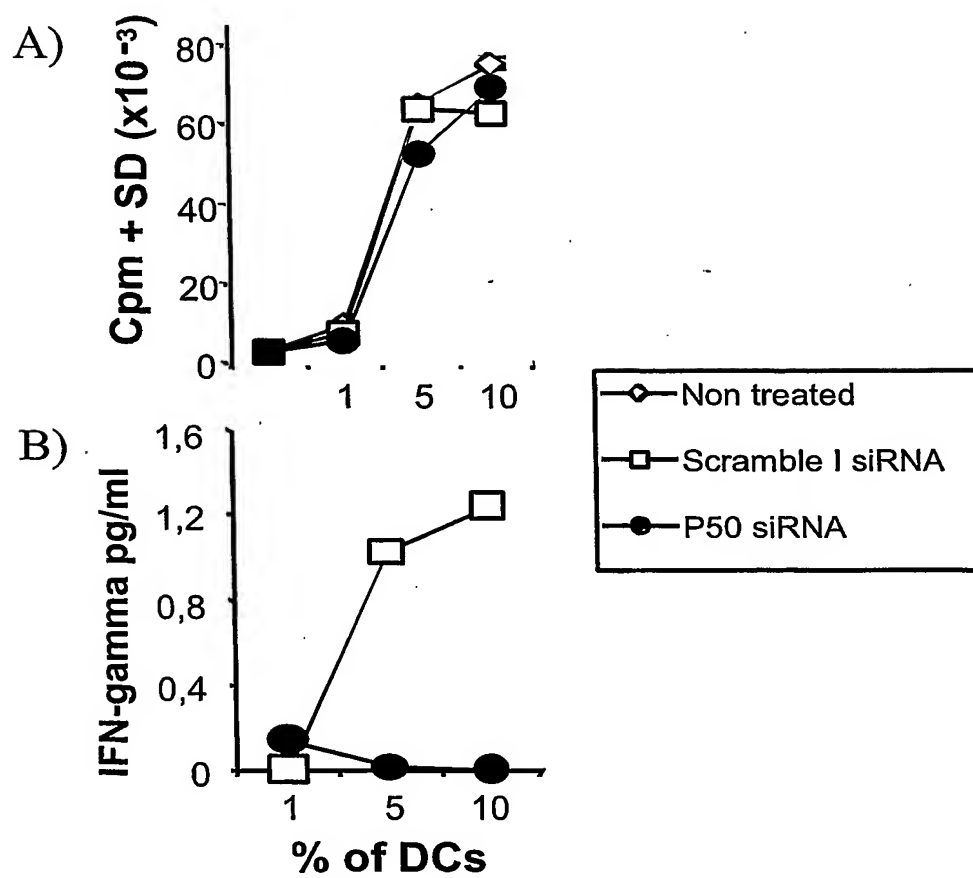 A)
Cpm + SD (x10⁻³)
80
60
40
20
0
1 5 10
B)
IFN-gamma pg/ml
1,6
1,2
0,8
0,4
0
1 5 10
% of DCs
Non treated
Scramble I siRNA
P50 siRNA